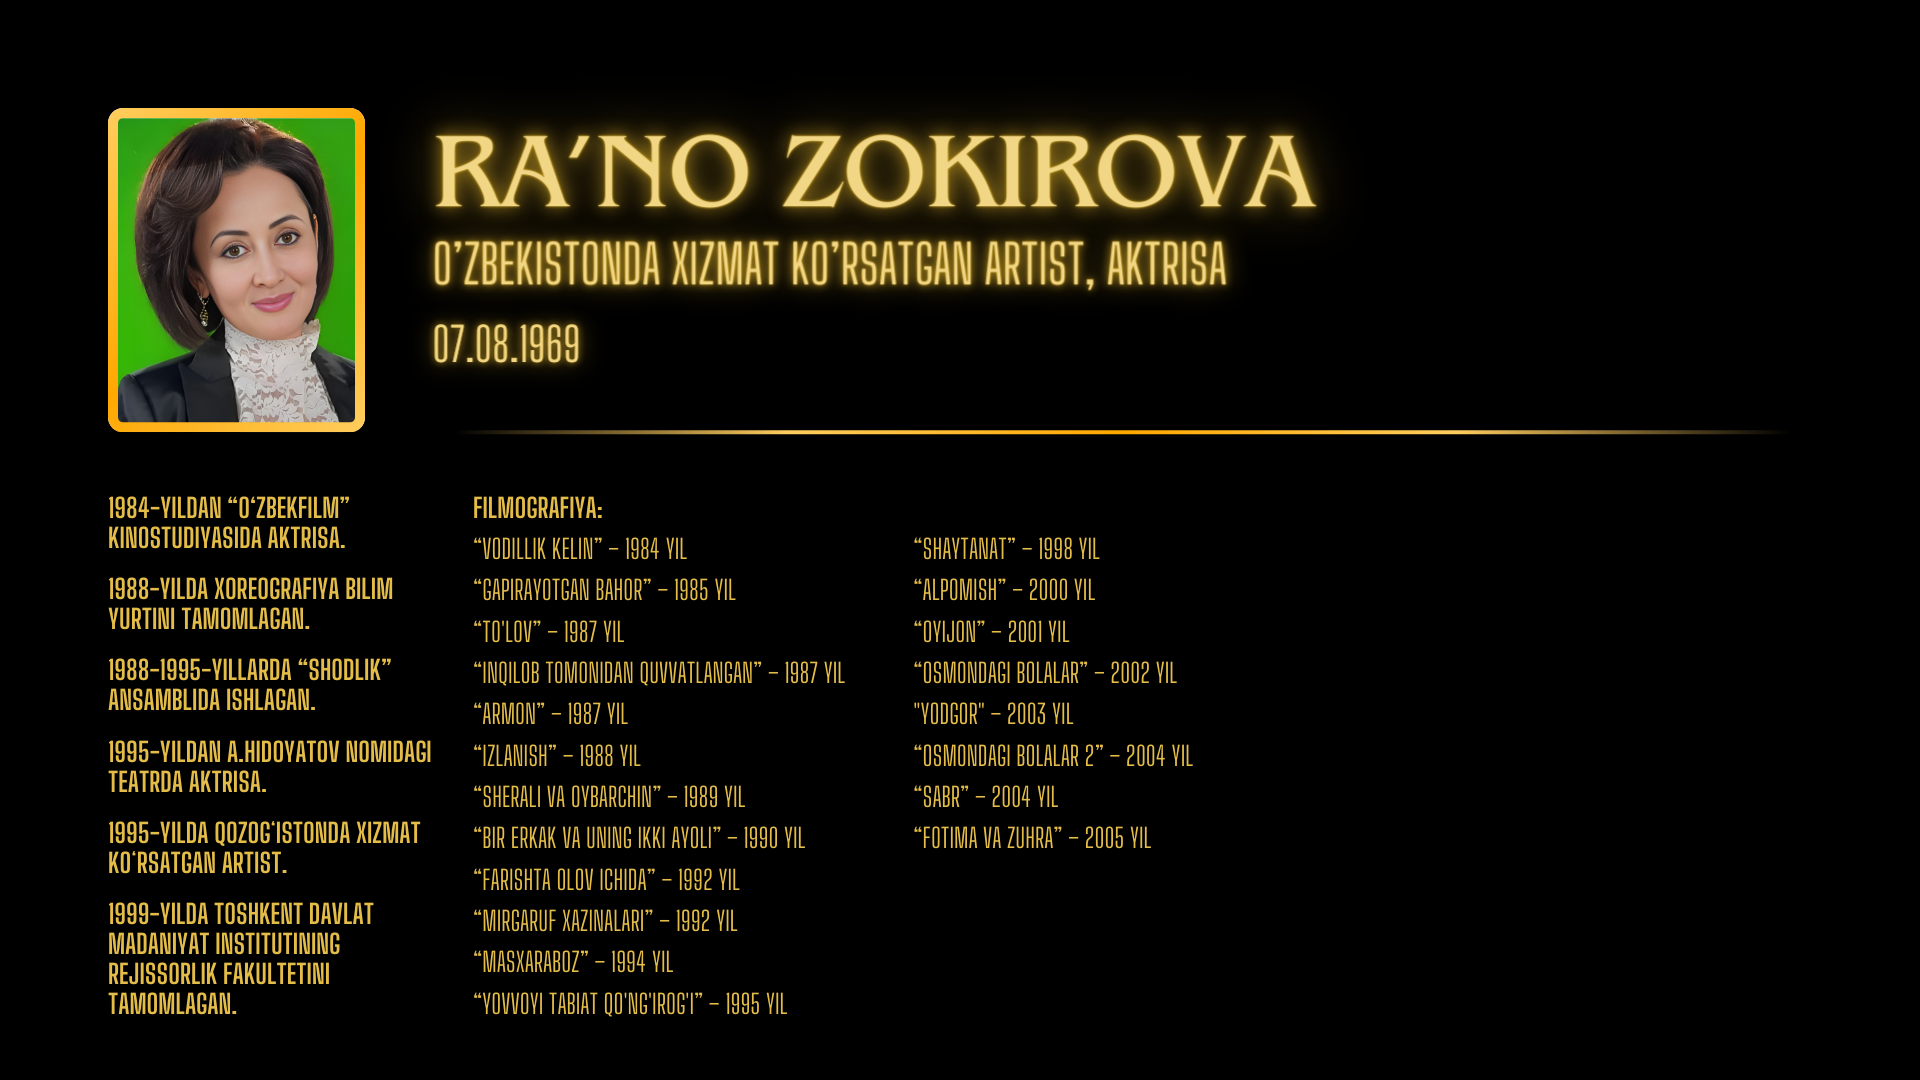 RA’NO ZOKIROVA
O’ZBEKISTONDA XIZMAT KO’RSATGAN ARTIST, AKTRISA
07.08.1969
1984-YILDAN “O‘ZBEKFILM”
KINOSTUDIYASIDA AKTRISA.
1988-YILDA XOREOGRAFIYA BILIM
YURTINI TAMOMLAGAN.
1988-1995-YILLARDA “SHODLIK”
ANSAMBLIDA ISHLAGAN.
1995-YILDAN A.HIDOYATOV NOMIDAGI
TEATRDA AKTRISA.
1995-YILDA QOZOG‘ISTONDA XIZMAT
KO‘RSATGAN ARTIST.
1999-YILDA TOSHKENT DAVLAT
MADANIYAT INSTITUTINING
REJISSORLIK FAKULTETINI
TAMOMLAGAN.
FILMOGRAFIYA:
“VODILLIK KELIN” – 1984 YIL
“GAPIRAYOTGAN BAHOR” – 1985 YIL
“TO'LOV” – 1987 YIL
“INQILOB TOMONIDAN QUVVATLANGAN” – 1987 YIL
“ARMON” – 1987 YIL
“IZLANISH” – 1988 YIL
“SHERALI VA OYBARCHIN” – 1989 YIL
“BIR ERKAK VA UNING IKKI AYOLI” – 1990 YIL
“FARISHTA OLOV ICHIDA” – 1992 YIL
“MIRGARUF XAZINALARI” – 1992 YIL
“MASXARABOZ” – 1994 YIL
“YOVVOYI TABIAT QO'NG'IROG'I” – 1995 YIL
“SHAYTANAT” – 1998 YIL
“ALPOMISH” – 2000 YIL
“OYIJON” – 2001 YIL
“OSMONDAGI BOLALAR” – 2002 YIL
"YODGOR" – 2003 YIL
“OSMONDAGI BOLALAR 2” – 2004 YIL
“SABR” – 2004 YIL
“FOTIMA VA ZUHRA” – 2005 YIL